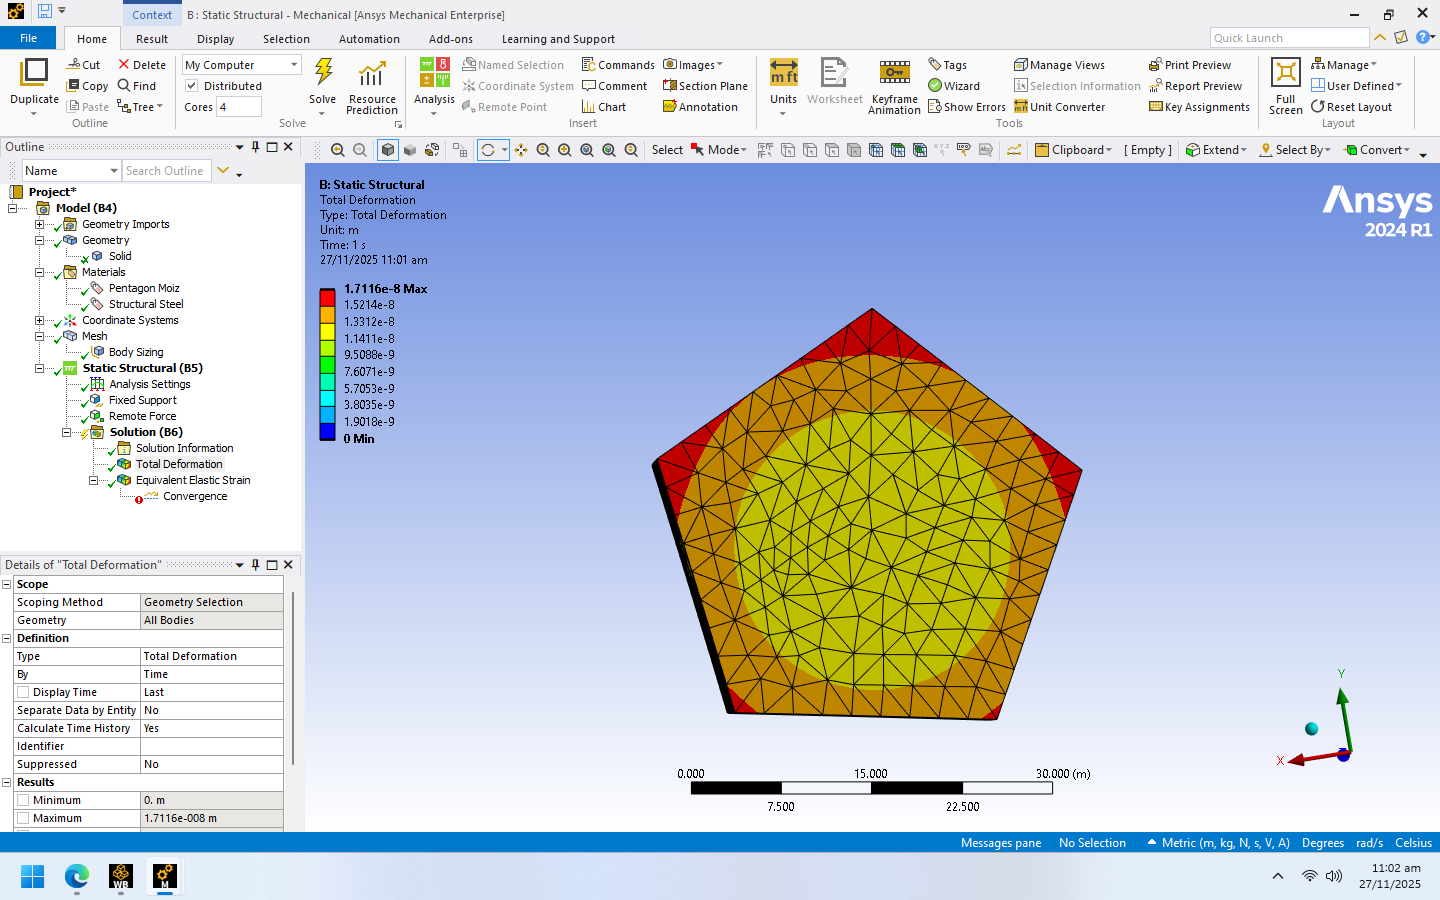 Context
B : Static Structural - Mechanical [Ansys Mechanical Enterprise]
File Home Result Display Selection Automation Add-ons Learning and Support
Quick Launch
Duplicate
Cut
Copy
Paste
Delete
Find
Tree
Outline
My Computer
Distributed
Cores 4
Solve
Resource
Prediction
Solve
Analysis
Named Selection
Coordinate System
Remote Point
Commands
Comment
Chart
Images
Section Plane
Annotation
Insert
Units
Worksheet
Keyframe
Animation
Tags
Wizard
Show Errors
Manage Views
Selection Information
Unit Converter
Print Preview
Report Preview
Key Assignments
Tools
Full
Screen
Manage
User Defined
Reset Layout
Layout
Outline
Name Search Outline
Select Mode Clipboard [ Empty ] Extend Select By Convert
Project*
Model (B4)
Geometry Imports
Geometry
Solid
Materials
Pentagon Moiz
Structural Steel
Coordinate Systems
Mesh
Body Sizing
Static Structural (B5)
Analysis Settings
Fixed Support
Remote Force
Solution (B6)
Solution Information
Total Deformation
Equivalent Elastic Strain
Convergence
Details of "Total Deformation"
Scope
Scoping Method Geometry Selection
Geometry All Bodies
Definition
Type Total Deformation
By Time
Display Time Last
Separate Data by Entity No
Calculate Time History Yes
Identifier
Suppressed No
Results
Minimum 0. m
Maximum 1.7116e-008 m
B: Static Structural
Total Deformation
Type: Total Deformation
Unit: m
Time: 1 s
27/11/2025 11:01 am
1.7116e-8 Max
1.5214e-8
1.3312e-8
1.1411e-8
9.5088e-9
7.6071e-9
5.7053e-9
3.8035e-9
1.9018e-9
0 Min
Ansys
2024 R1
Y
X
0.000 15.000 30.000 (m)
7.500 22.500
Messages pane No Selection Metric (m, kg, N, s, V, A) Degrees rad/s Celsius
WB
M
11:02 am
27/11/2025